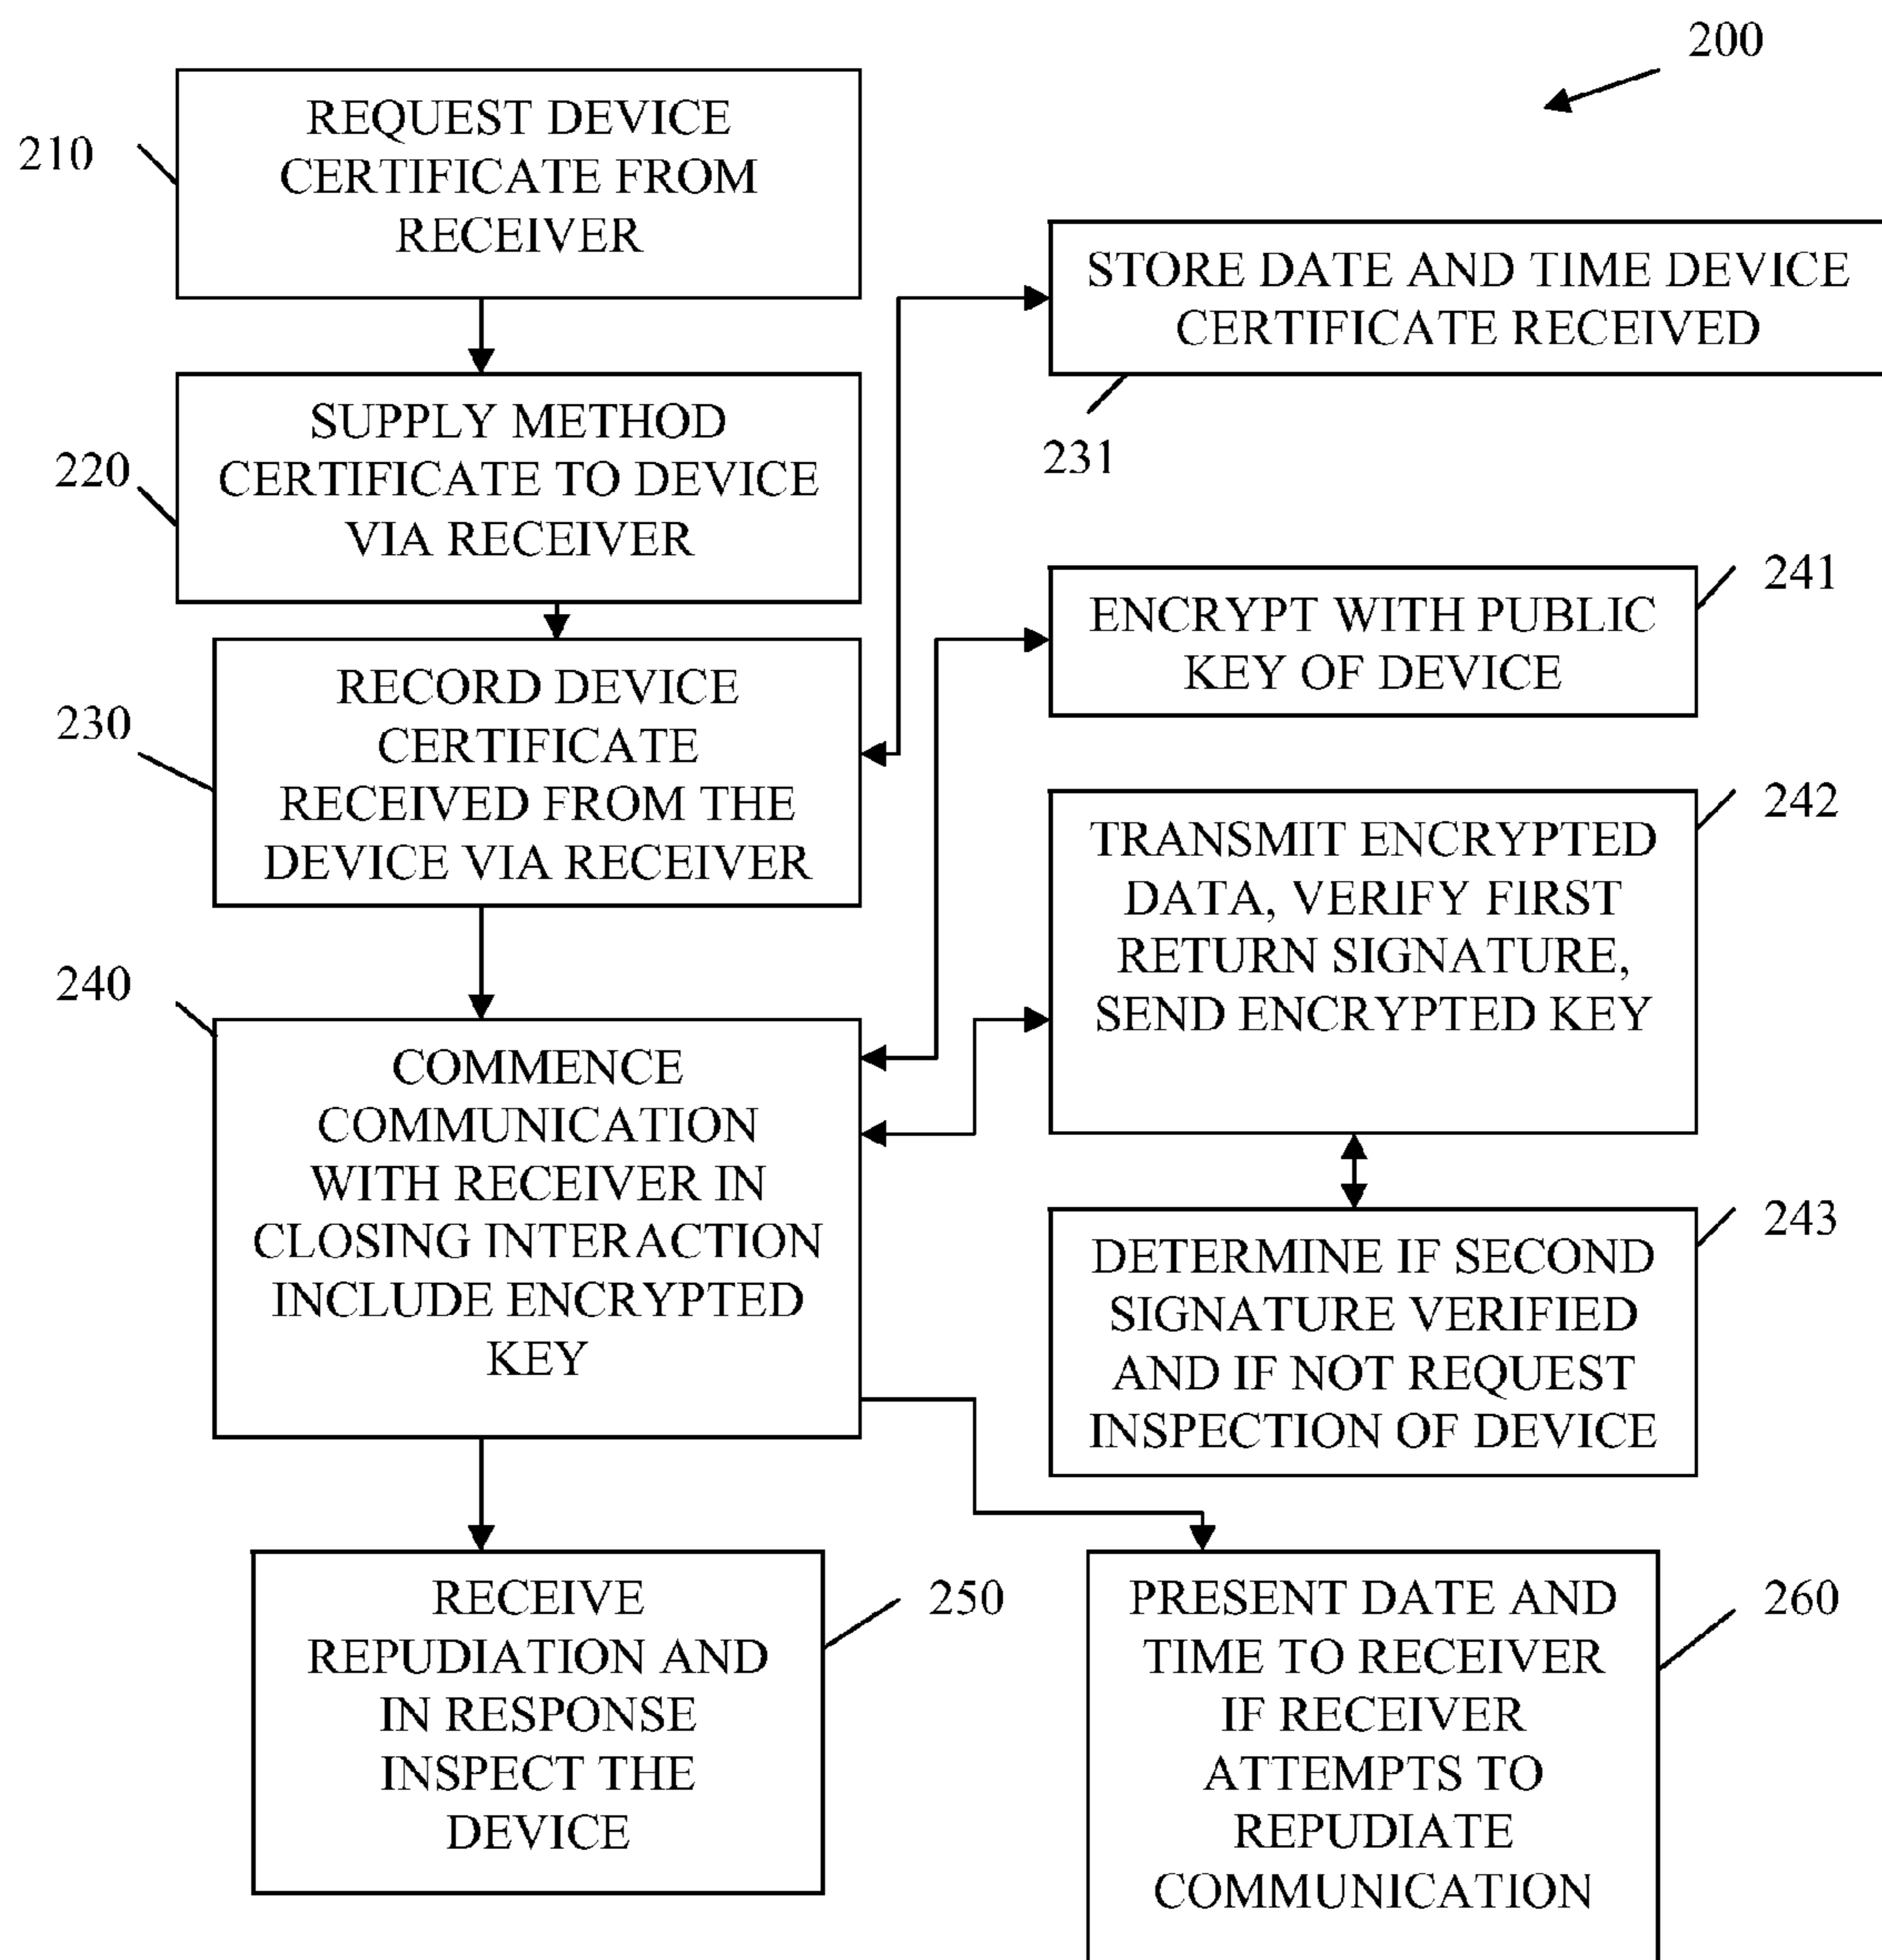 200
210
REQUEST DEVICE
CERTIFICATE FROM
RECEIVER
STORE DATE AND TIME DEVICE
CERTIFICATE RECEIVED
231
220
SUPPLY METHOD
CERTIFICATE TO DEVICE
VIA RECEIVER
241
ENCRYPT WITH PUBLIC
KEY OF DEVICE
230
RECORD DEVICE
CERTIFICATE
RECEIVED FROM THE
DEVICE VIA RECEIVER
242
TRANSMIT ENCRYPTED
DATA, VERIFY FIRST
RETURN SIGNATURE,
SEND ENCRYPTED KEY
240
COMMENCE
COMMUNICATION
WITH RECEIVER IN
CLOSING INTERACTION
INCLUDE ENCRYPTED
KEY
243
DETERMINE IF SECOND
SIGNATURE VERIFIED
AND IF NOT REQUEST
INSPECTION OF DEVICE
RECEIVE
REPUDIATION AND
IN RESPONSE
INSPECT THE
DEVICE
250
PRESENT DATE AND
TIME TO RECEIVER
IF RECEIVER
ATTEMPTS TO
REPUDIATE
COMMUNICATION
260